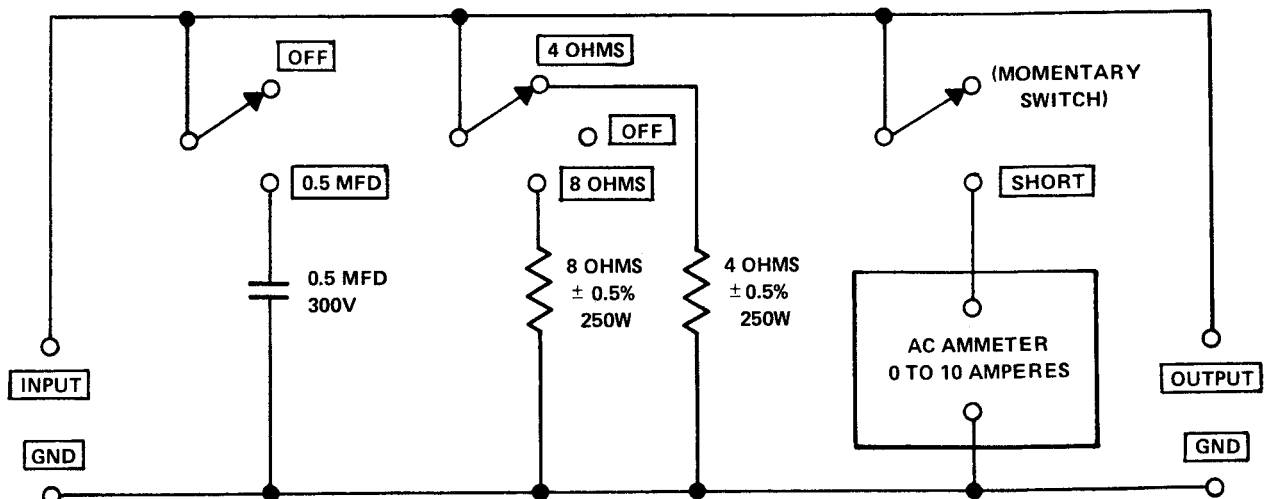 OFF
0.5 MFD
0.5 MFD
300V
4 OHMS
OFF
8 OHMS
8 OHMS
± 0.5%
250W
4 OHMS
± 0.5%
250W
(MOMENTARY
SWITCH)
SHORT
AC AMMETER
0 TO 10 AMPERES
INPUT
GND
OUTPUT
GND